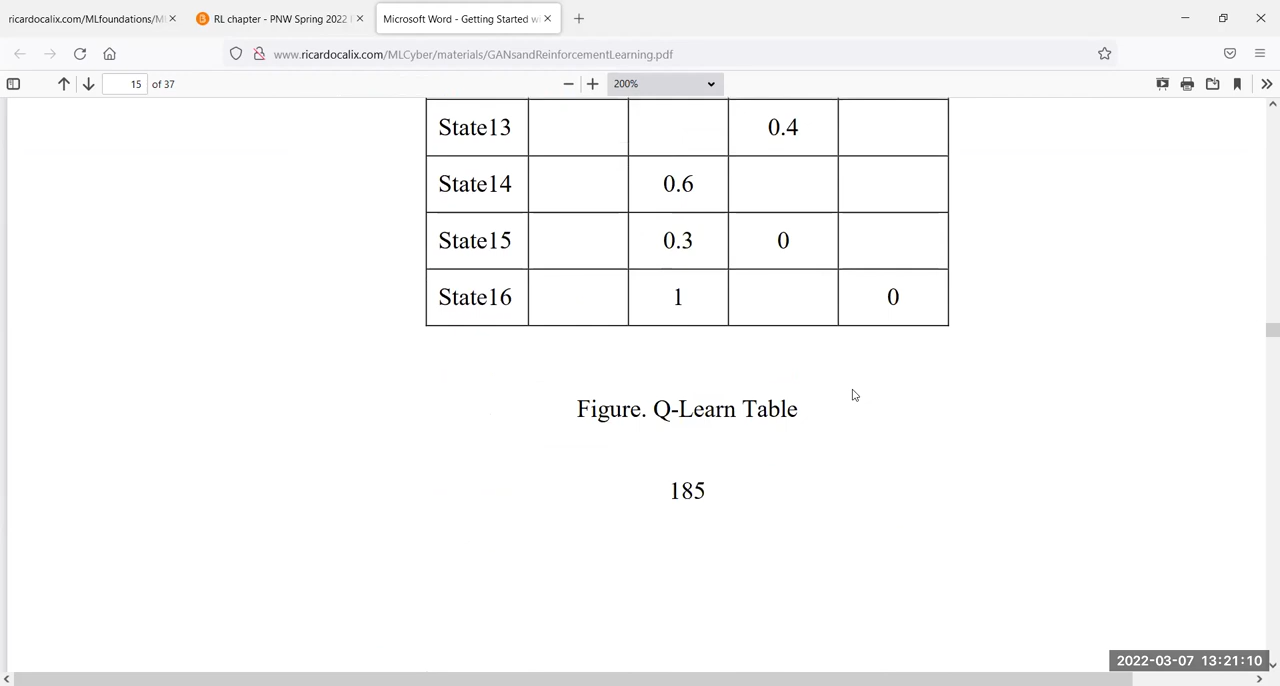 ricardocalix.com/MLfoundations/ML
RL chapter - PNW Spring 2022
Microsoft Word - Getting Started wi
www.ricardocalix.com/MLCyber/materials/GANsandReinforcementLearning.pdf
15 of 37
200%
State13 0.4
State14 0.6
State15 0.3 0
State16 1 0
Figure. Q-Learn Table
185
2022-03-07 13:21:10